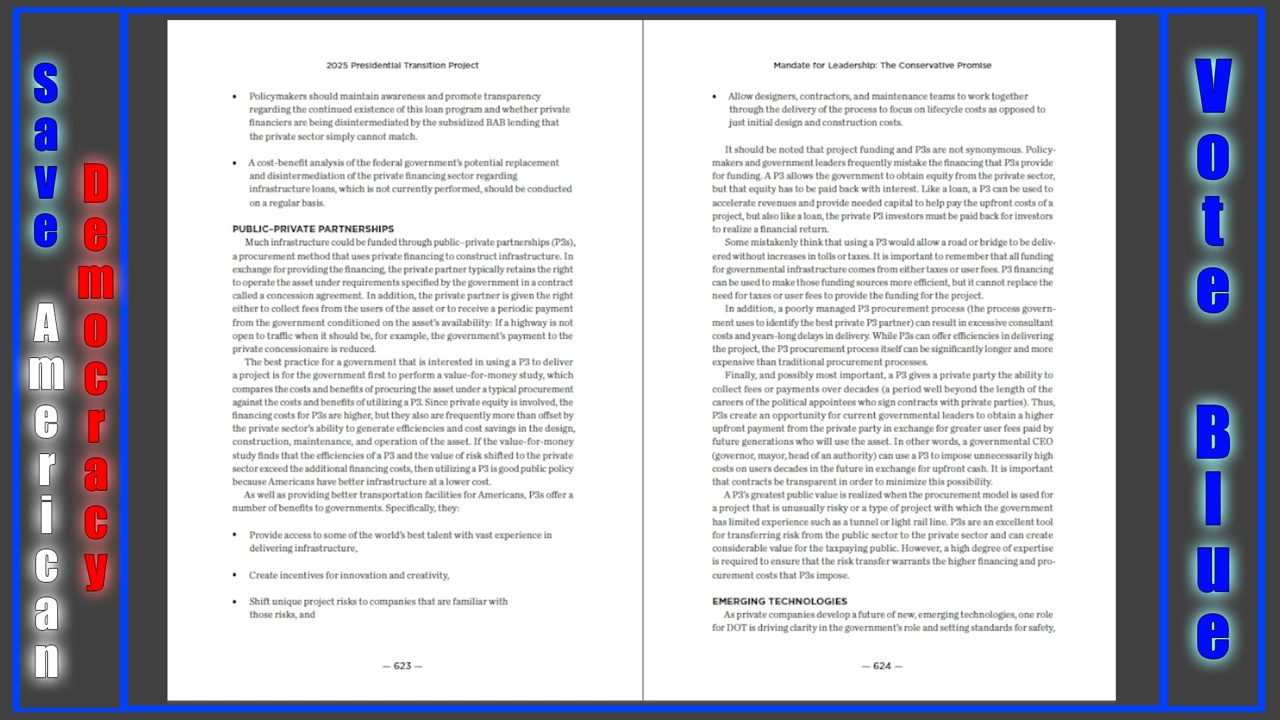 Save
American
Democracy
2025 Presidential Transition Project
• Policymakers should maintain awareness and promote transparency
regarding the continued existence of this loan program and whether private
financiers are being disintermediated by the subsidized BAB lending that
the private sector simply cannot match.
• A cost-benefit analysis of the federal government's potential replacement
and disintermediation of the private financing sector regarding
infrastructure loans, which is not currently performed, should be conducted
on a regular basis.
PUBLIC–PRIVATE PARTNERSHIPS
Much infrastructure could be funded through public–private partnerships (P3s),
a procurement method that uses private financing to construct infrastructure. In
exchange for providing the financing, the private partner typically retains the right
to operate the asset under requirements specified by the government in a contract
called a concession agreement. In addition, the private partner is given the right
either to collect fees from the users of the asset or to receive a periodic payment
from the government conditioned on the asset's availability: If a highway is not
open to traffic when it should be, for example, the government's payment to the
private concessionaire is reduced.
The best practice for a government that is interested in using a P3 to deliver
a project is for the government first to perform a value-for-money study, which
compares the costs and benefits of procuring the asset under a typical procurement
against the costs and benefits of utilizing a P3. Since private equity is involved, the
financing costs for P3s are higher, but they also are frequently more than offset by
the private sector's ability to generate efficiencies and cost savings in the design,
construction, maintenance, and operation of the asset. If the value-for-money
study finds that the efficiencies of a P3 and the value of risk shifted to the private
sector exceed the additional financing costs, then utilizing a P3 is good public policy
because Americans have better infrastructure at a lower cost.
As well as providing better transportation facilities for Americans, P3s offer a
number of benefits to governments. Specifically, they:
• Provide access to some of the world's best talent with vast experience in
delivering infrastructure,
• Create incentives for innovation and creativity,
• Shift unique project risks to companies that are familiar with
those risks, and
— 623 —
Mandate for Leadership: The Conservative Promise
• Allow designers, contractors, and maintenance teams to work together
through the delivery of the process to focus on lifecycle costs as opposed to
just initial design and construction costs.
It should be noted that project funding and P3s are not synonymous. Policy-
makers and government leaders frequently mistake the financing that P3s provide
for funding. A P3 allows the government to obtain equity from the private sector,
but that equity has to be paid back with interest. Like a loan, a P3 can be used to
accelerate revenues and provide needed capital to help pay the upfront costs of a
project, but also like a loan, the private P3 investors must be paid back for investors
to realize a financial return.
Some mistakenly think that using a P3 would allow a road or bridge to be deliv-
ered without increases in tolls or taxes. It is important to remember that all funding
for governmental infrastructure comes from either taxes or user fees. P3 financing
can be used to make those funding sources more efficient, but it cannot replace the
need for taxes or user fees to provide the funding for the project.
In addition, a poorly managed P3 procurement process (the process govern-
ment uses to identify the best private P3 partner) can result in excessive consultant
costs and years-long delays in delivery. While P3s can offer efficiencies in delivering
the project, the P3 procurement process itself can be significantly longer and more
expensive than traditional procurement processes.
Finally, and possibly most important, a P3 gives a private party the ability to
collect fees or payments over decades (a period well beyond the length of the
careers of the political appointees who sign contracts with private parties). Thus,
P3s create an opportunity for current governmental leaders to obtain a higher
upfront payment from the private party in exchange for greater user fees paid by
future generations who will use the asset. In other words, a governmental CEO
(governor, mayor, head of an authority) can use a P3 to impose unnecessarily high
costs on users decades in the future in exchange for upfront cash. It is important
that contracts be transparent in order to minimize this possibility.
A P3's greatest public value is realized when the procurement model is used for
a project that is unusually risky or a type of project with which the government
has limited experience such as a tunnel or light rail line. P3s are an excellent tool
for transferring risk from the public sector to the private sector and can create
considerable value for the taxpaying public. However, a high degree of expertise
is required to ensure that the risk transfer warrants the higher financing and pro-
curement costs that P3s impose.
EMERGING TECHNOLOGIES
As private companies develop a future of new, emerging technologies, one role
for DOT is driving clarity in the government's role and setting standards for safety,
— 624 —
Vote
Blue